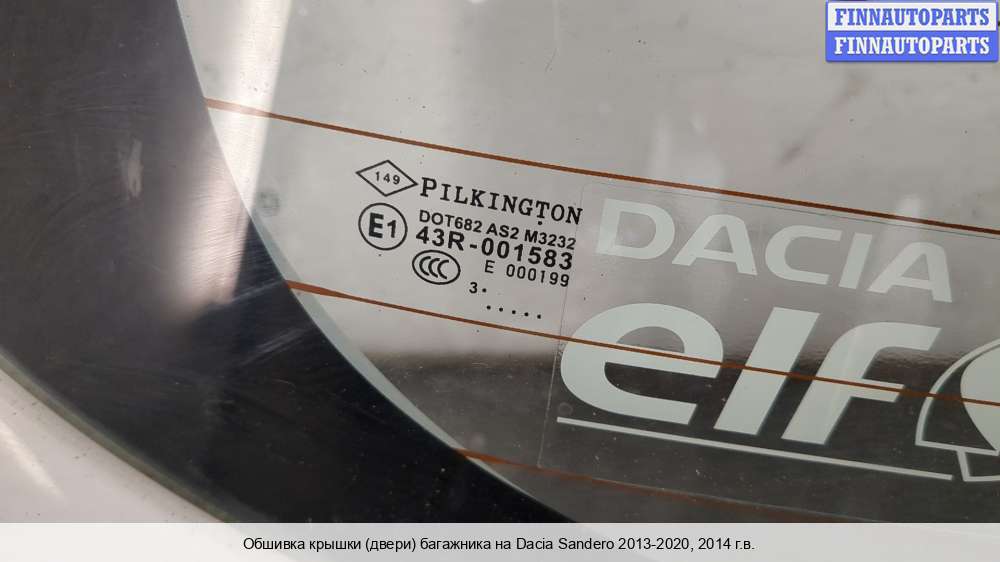 FINNAUTOPARTS
FINNAUTOPARTS
149
PILKINGTON
E1
DOT682 AS2 M3232
43R-001583
CCC
E 000199
3·
.....
DACIA
elf
Обшивка крышки (двери) багажника на Dacia Sandero 2013-2020, 2014 г.в.